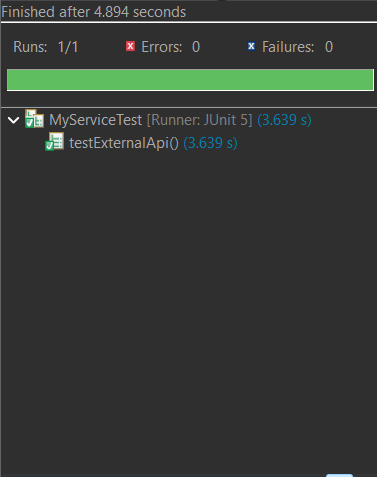 Finished after 4.894 seconds
Runs: 1/1 Errors: 0 Failures: 0
MyServiceTest [Runner: JUnit 5] (3.639 s)
testExternalApi() (3.639 s)